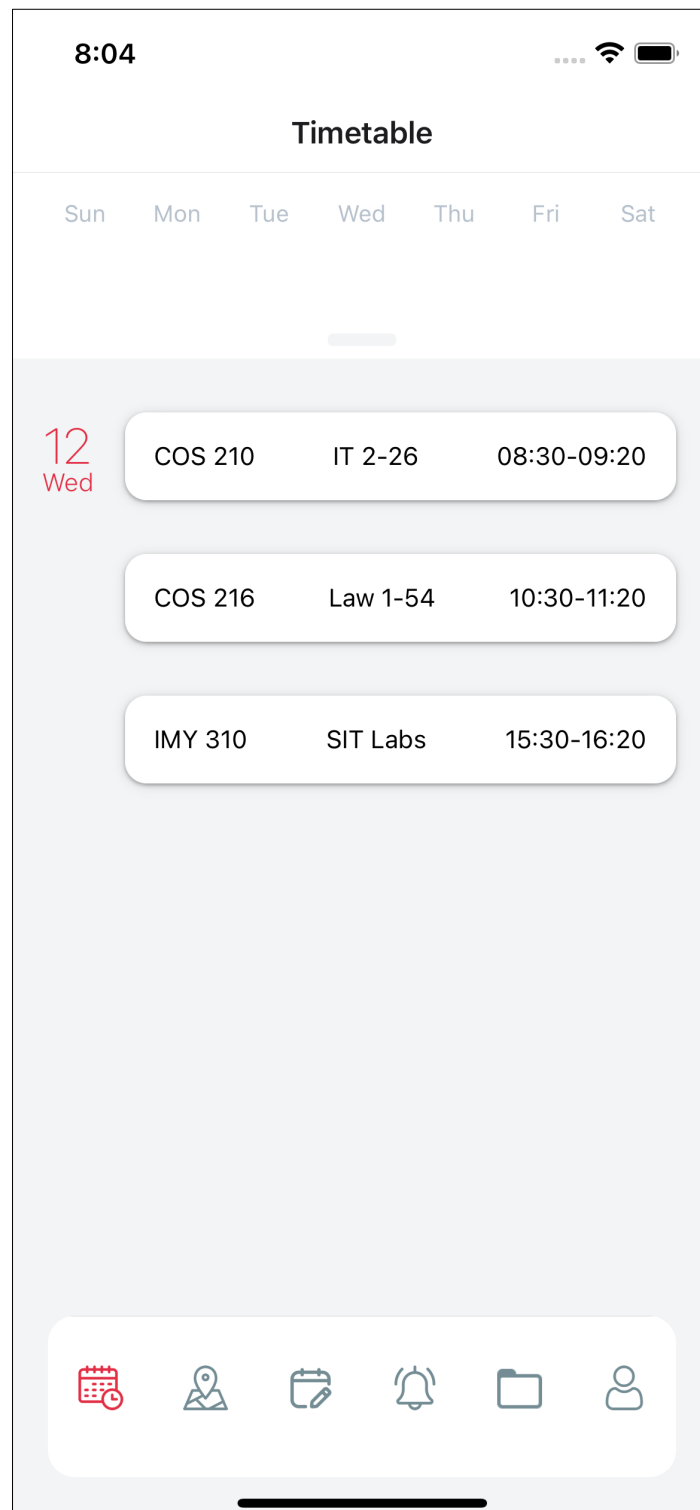 8:04
Timetable
Sun Mon Tue Wed Thu Fri Sat
12 COS 210 IT 2-26 08:30-09:20
Wed
COS 216 Law 1-54 10:30-11:20
IMY 310 SIT Labs 15:30-16:20